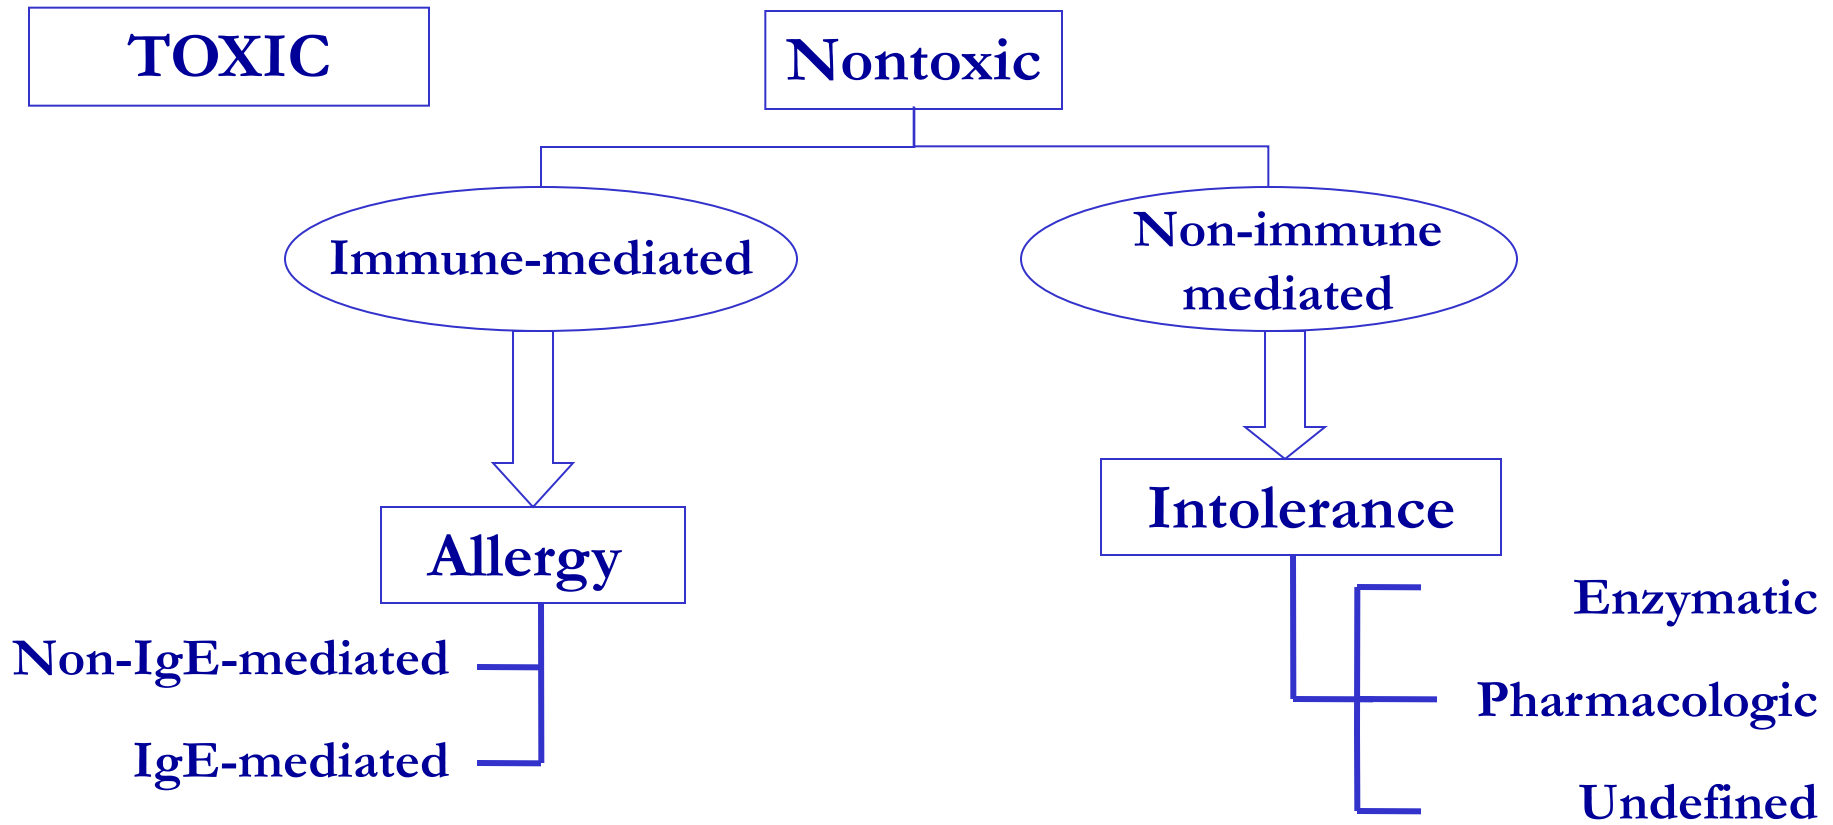 TOXIC
Nontoxic
Immune-mediated
Non-immune
mediated
Allergy
Non-IgE-mediated
IgE-mediated
Intolerance
Enzymatic
Pharmacologic
Undefined